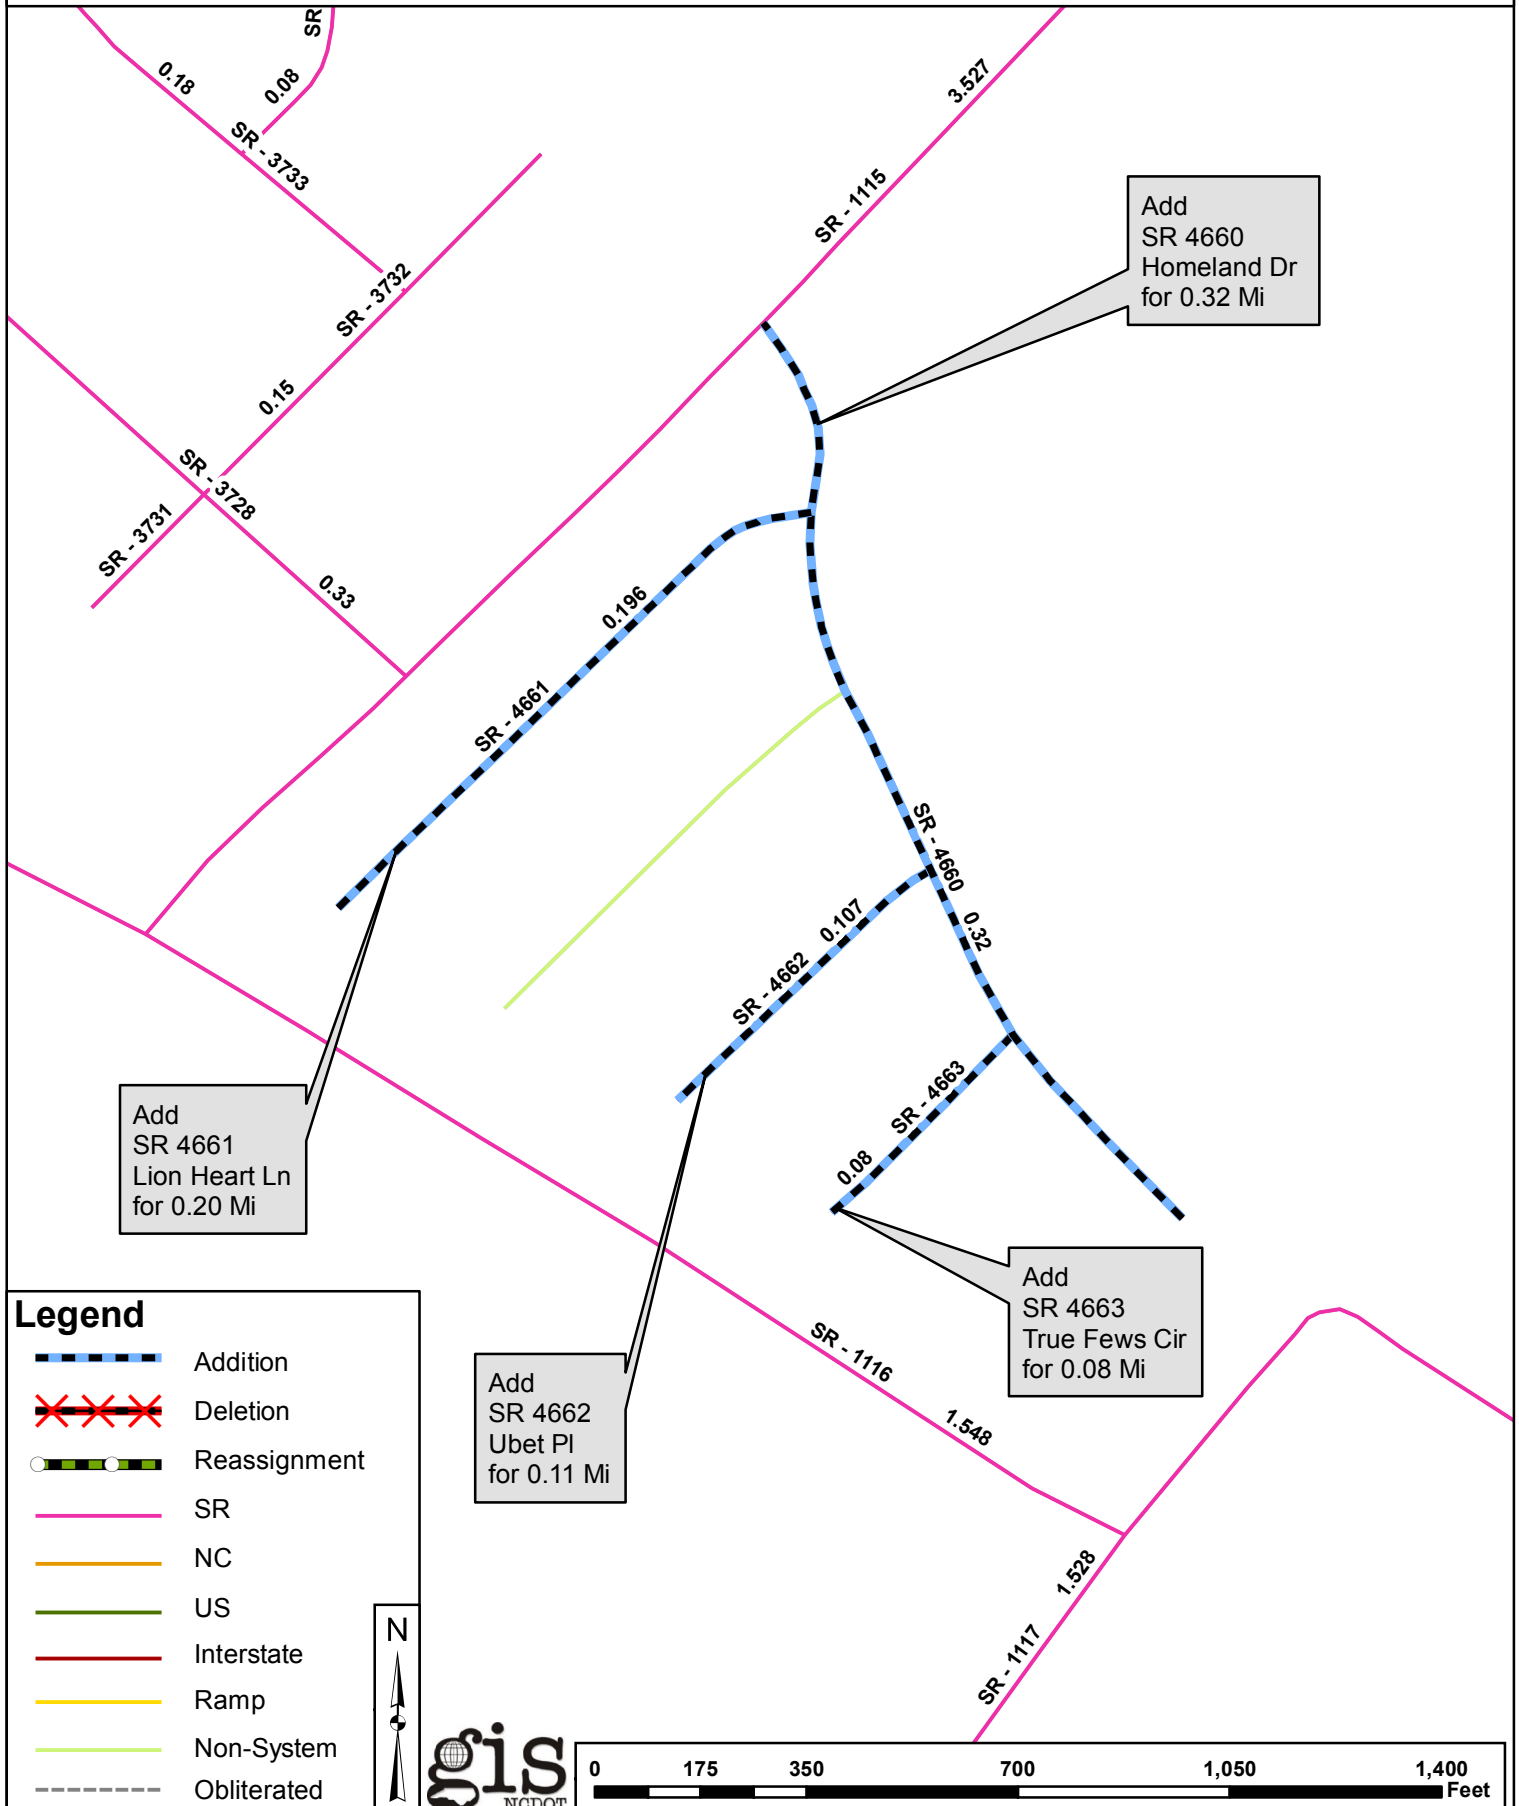 SR
0.18
0.08
SR - 3733
3.527
SR - 1115
Add
SR 4660
Homeland Dr
for 0.32 Mi
SR - 3732
0.15
SR - 3728
SR - 3731
0.33
0.196
SR - 4661
SR - 4660
0.32
0.107
SR - 4662
SR - 4663
0.08
Add
SR 4661
Lion Heart Ln
for 0.20 Mi
Add
SR 4663
True Fews Cir
for 0.08 Mi
Add
SR 4662
Ubet Pl
for 0.11 Mi
SR - 1116
1.548
1.528
SR - 1117
Legend
Addition
Deletion
Reassignment
SR
NC
US
Interstate
Ramp
Non-System
Obliterated
N
gis
NCDOT
0 175 350 700 1,050 1,400
Feet